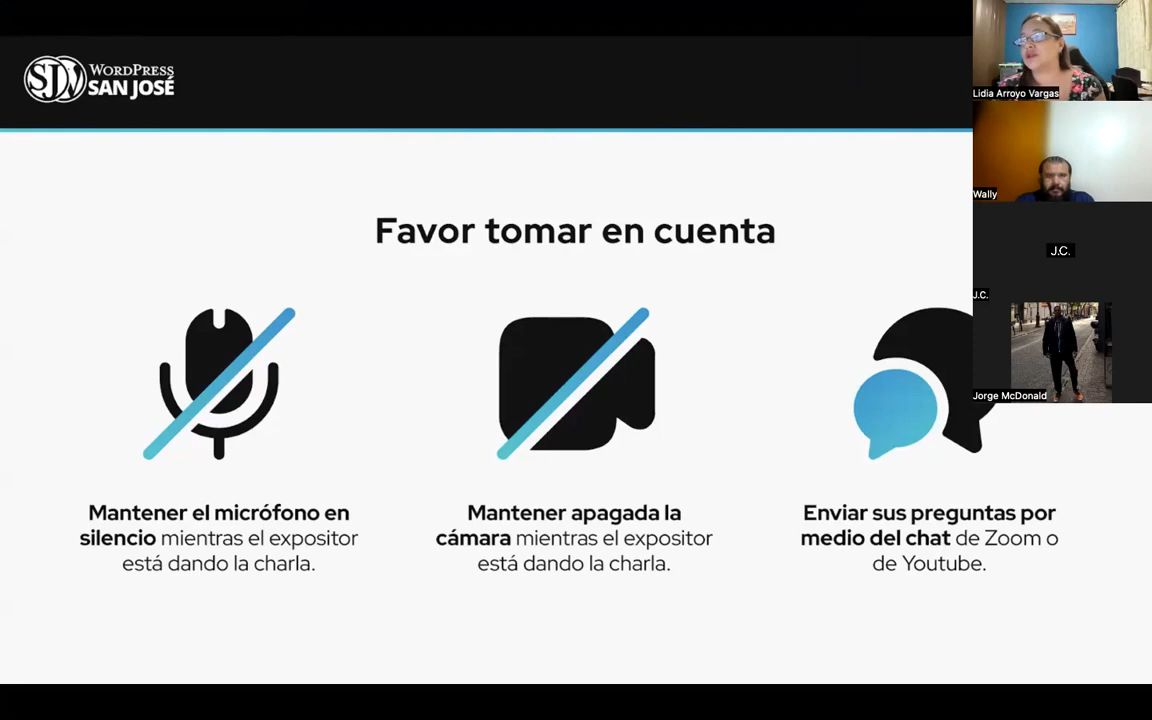 SJW WordPress
San José
Favor tomar en cuenta
Mantener el micrófono en
silencio mientras el expositor
está dando la charla.
Mantener apagada la
cámara mientras el expositor
está dando la charla.
Enviar sus preguntas por
medio del chat de Zoom o
de Youtube.
Lidia Arroyo Vargas
Wally
J.C.
J.C.
Jorge McDonald